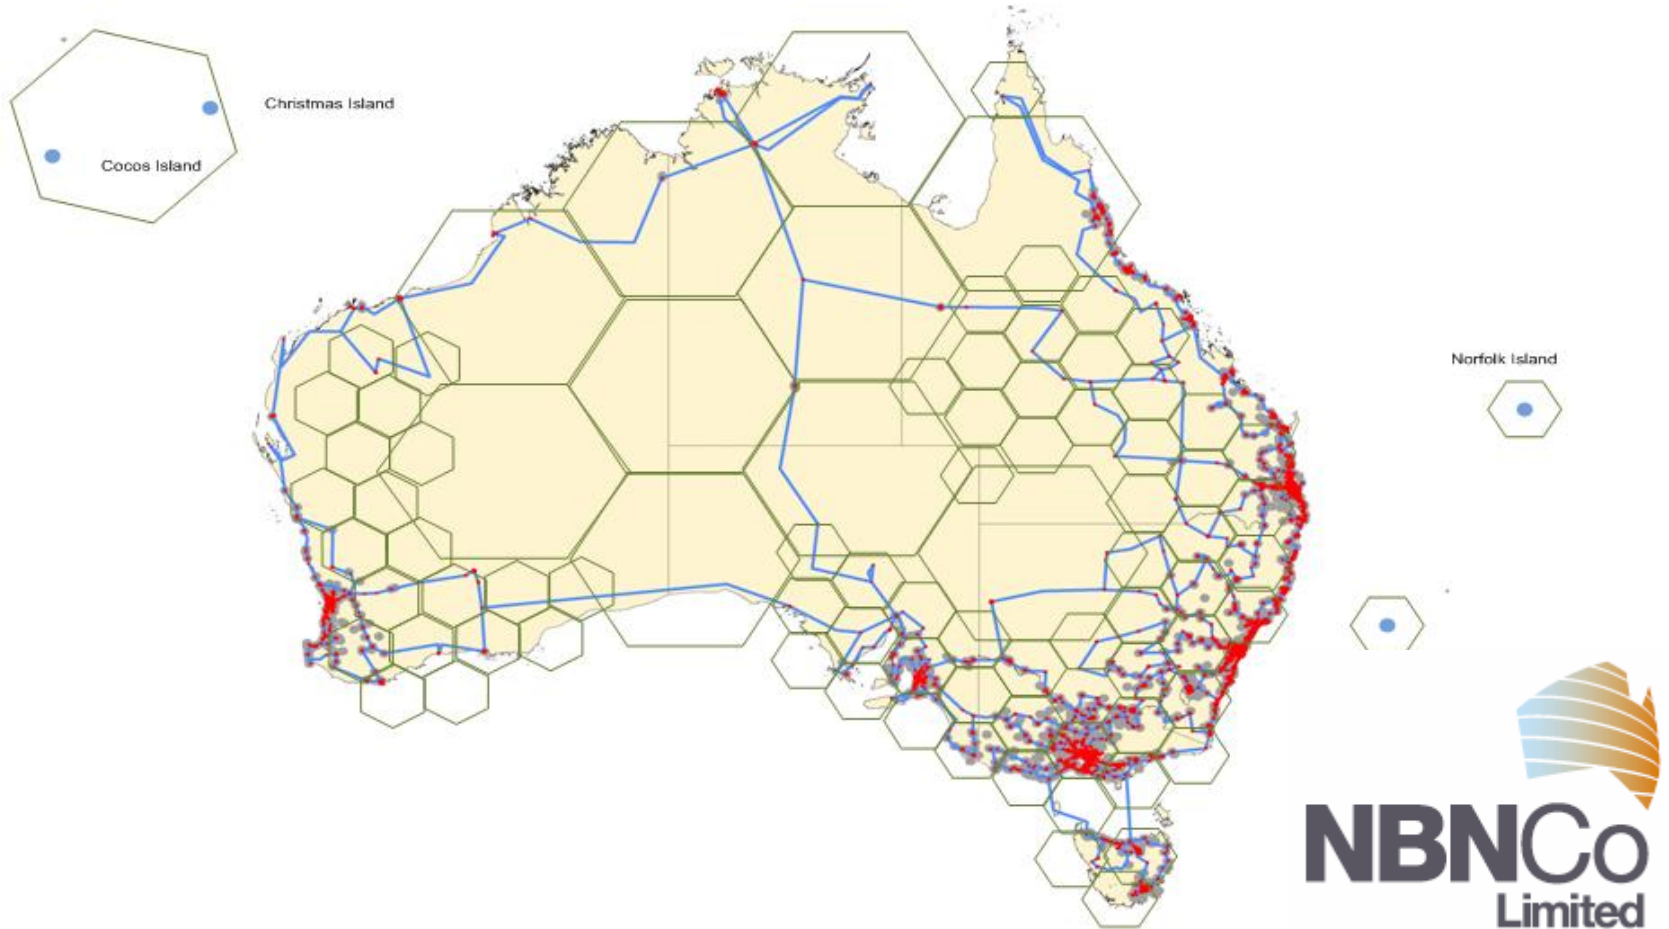 Christmas Island
Cocos Island
Norfolk Island
NBNCo
Limited